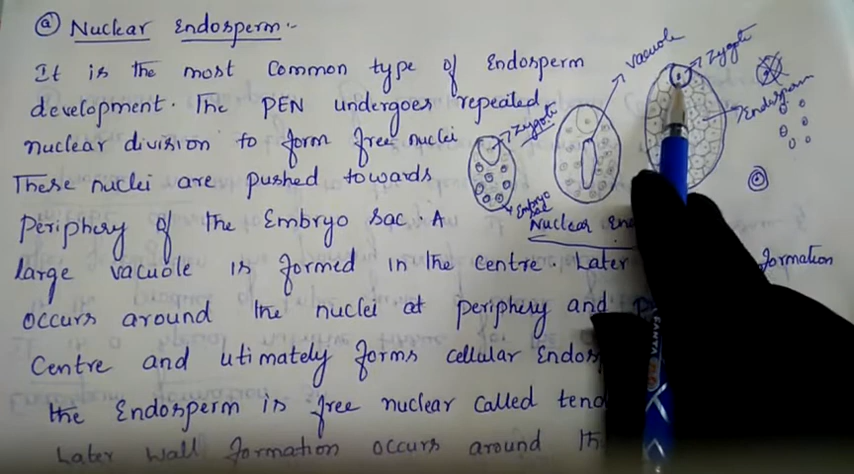 ⓐ Nuclear Endosperm :-
It is the most common type of Endosperm
development. The PEN undergoes repeated
nuclear division to form free nuclei
These nuclei are pushed towards
Periphery of the Embryo sac. A
large vacuole is formed in the centre. Later formation
occurs around the nuclei at periphery and
Centre and utimately forms cellular
the Endosperm is free nuclear called
Later wall formation occurs around
Zygote
Embryo sac
Vacuole
Zygote
Endosperm
Nuclear